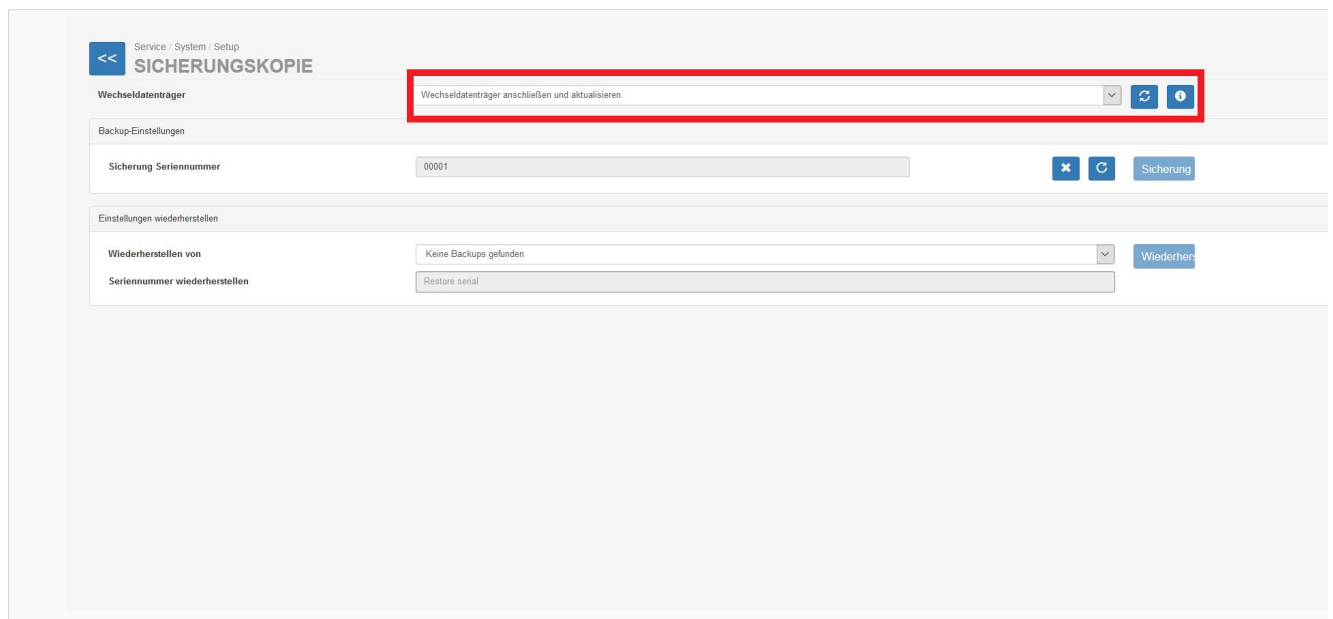 <<
Service / System / Setup
SICHERUNGSKOPIE
Wechseldatenträger
Wechseldatenträger anschließen und aktualisieren.
Backup-Einstellungen
Sicherung Seriennummer
00001
Sicherung
Einstellungen wiederherstellen
Wiederherstellen von
Keine Backups gefunden
Wiederhers
Seriennummer wiederherstellen
Restore serial